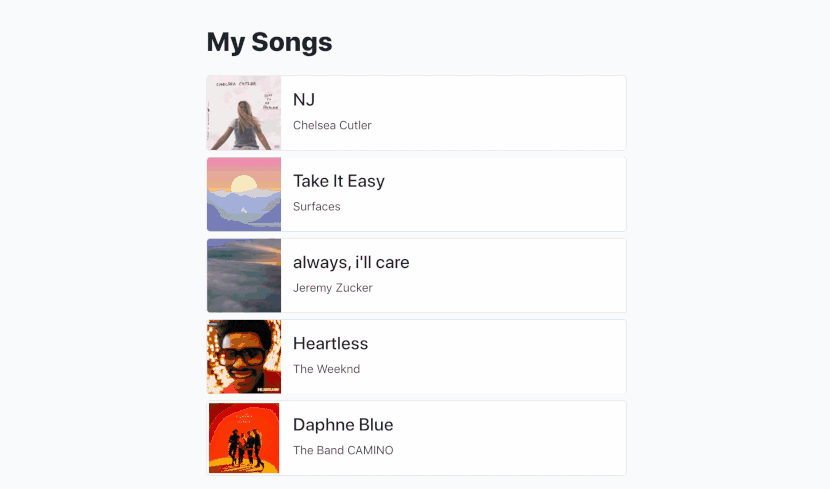 My Songs
CHELSEA CUTLER
NJ
Chelsea Cutler
Take It Easy
Surfaces
always, i'll care
Jeremy Zucker
Heartless
The Weeknd
Daphne Blue
The Band CAMINO